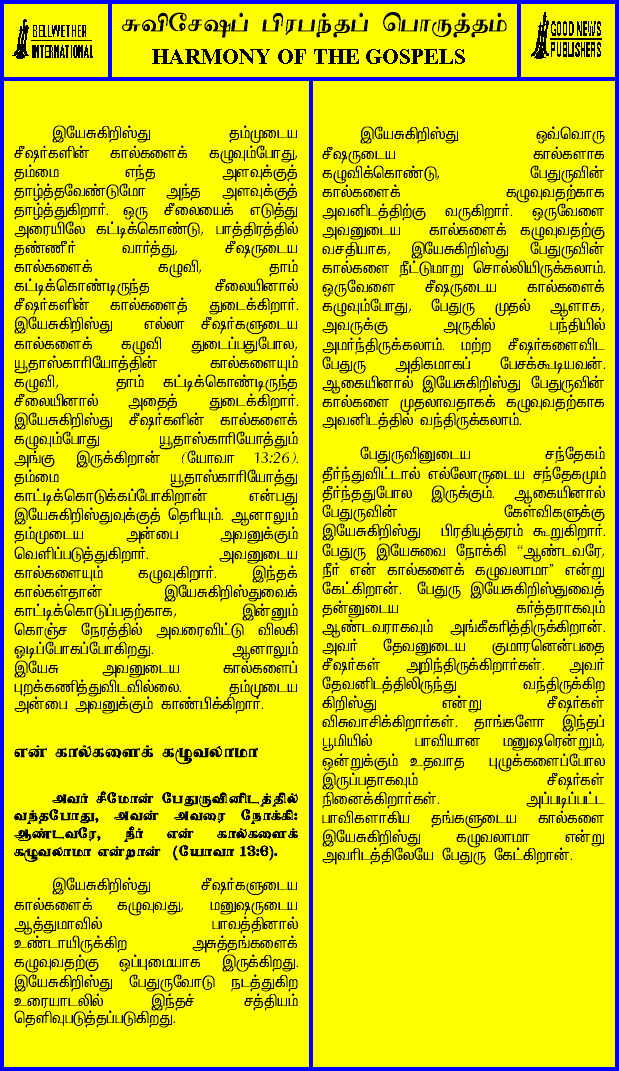 BELLWETHER
INTERNATIONAL
சுவிசேஷப் பிரபந்தப் பொருத்தம்
HARMONY OF THE GOSPELS
GOOD NEWS
PUBLISHERS
இயேசுகிறிஸ்து தம்முடைய
சீஷர்களின் கால்களைக் கழுவும்போது,
தம்மை எந்த அளவுக்குத்
தாழ்த்தவேண்டுமோ அந்த அளவுக்குத்
தாழ்த்துகிறார். ஒரு சீலையைக் எடுத்து
அரையிலே கட்டிக்கொண்டு, பாத்திரத்தில்
தண்ணீர் வார்த்து, சீஷருடைய
கால்களைக் கழுவி, தாம்
கட்டிக்கொண்டிருந்த சீலையினால்
சீஷர்களின் கால்களைத் துடைக்கிறார்.
இயேசுகிறிஸ்து எல்லா சீஷர்களுடைய
கால்களைக் கழுவி துடைப்பதுபோல,
யூதாஸ்காரியோத்தின் கால்களையும்
கழுவி, தாம் கட்டிக்கொண்டிருந்த
சீலையினால் அதைத் துடைக்கிறார்.
இயேசுகிறிஸ்து சீஷர்களின் கால்களைக்
கழுவும்போது யூதாஸ்காரியோத்தும்
அங்கு இருக்கிறான் (யோவா 13:26).
தம்மை யூதாஸ்காரியோத்து
காட்டிக்கொடுக்கப்போகிறான் என்பது
இயேசுகிறிஸ்துவுக்குத் தெரியும். ஆனாலும்
தம்முடைய அன்பை அவனுக்கும்
வெளிப்படுத்துகிறார். அவனுடைய
கால்களையும் கழுவுகிறார். இந்தக்
கால்கள்தான் இயேசுகிறிஸ்துவைக்
காட்டிக்கொடுப்பதற்காக, இன்னும்
கொஞ்ச நேரத்தில் அவரைவிட்டு விலகி
ஓடிப்போகப்போகிறது. ஆனாலும்
இயேசு அவனுடைய கால்களைப்
புறக்கணித்துவிடவில்லை. தம்முடைய
அன்பை அவனுக்கும் காண்பிக்கிறார்.
என் கால்களைக் கழுவலாமா
அவர் சீமோன் பேதுருவினிடத்தில்
வந்தபோது, அவன் அவரை நோக்கி:
ஆண்டவரே, நீர் என் கால்களைக்
கழுவலாமா என்றான் (யோவா 13:6).
இயேசுகிறிஸ்து சீஷர்களுடைய
கால்களைக் கழுவுவது, மனுஷருடைய
ஆத்துமாவில் பாவத்தினால்
உண்டாயிருக்கிற அசுத்தங்களைக்
கழுவுவதற்கு ஒப்புமையாக இருக்கிறது.
இயேசுகிறிஸ்து பேதுருவோடு நடத்துகிற
உரையாடலில் இந்தச் சத்தியம்
தெளிவுபடுத்தப்படுகிறது.
இயேசுகிறிஸ்து ஒவ்வொரு
சீஷருடைய கால்களாக
கழுவிக்கொண்டு, பேதுருவின்
கால்களைக் கழுவுவதற்காக
அவனிடத்திற்கு வருகிறார். ஒருவேளை
அவனுடைய கால்களைக் கழுவுவதற்கு
வசதியாக, இயேசுகிறிஸ்து பேதுருவின்
கால்களை நீட்டுமாறு சொல்லியிருக்கலாம்.
ஒருவேளை சீஷருடைய கால்களைக்
கழுவும்போது, பேதுரு முதல் ஆளாக,
அவருக்கு அருகில் பந்தியில்
அமர்ந்திருக்கலாம். மற்ற சீஷர்களைவிட
பேதுரு அதிகமாகப் பேசக்கூடியவன்.
ஆகையினால் இயேசுகிறிஸ்து பேதுருவின்
கால்களை முதலாவதாகக் கழுவுவதற்காக
அவனிடத்தில் வந்திருக்கலாம்.
பேதுருவினுடைய சந்தேகம்
தீர்ந்துவிட்டால் எல்லோருடைய சந்தேகமும்
தீர்ந்ததுபோல இருக்கும். ஆகையினால்
பேதுருவின் கேள்விகளுக்கு
இயேசுகிறிஸ்து பிரதியுத்தரம் கூறுகிறார்.
பேதுரு இயேசுவை நோக்கி “ஆண்டவரே,
நீர் என் கால்களைக் கழுவலாமா” என்று
கேட்கிறான். பேதுரு இயேசுகிறிஸ்துவைத்
தன்னுடைய கர்த்தராகவும்
ஆண்டவராகவும் அங்கீகரித்திருக்கிறான்.
அவர் தேவனுடைய குமாரனென்பதை
சீஷர்கள் அறிந்திருக்கிறார்கள். அவர்
தேவனிடத்திலிருந்து வந்திருக்கிற
கிறிஸ்து என்று சீஷர்கள்
விசுவாசிக்கிறார்கள். தாங்களோ இந்தப்
பூமியில் பாவியான மனுஷரென்றும்,
ஒன்றுக்கும் உதவாத புழுக்களைப்போல
இருப்பதாகவும் சீஷர்கள்
நினைக்கிறார்கள். அப்படிப்பட்ட
பாவிகளாகிய தங்களுடைய கால்களை
இயேசுகிறிஸ்து கழுவலாமா என்று
அவரிடத்திலேயே பேதுரு கேட்கிறான்.